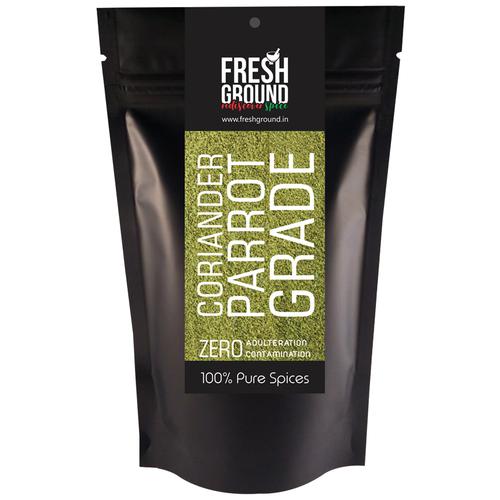 FRESH
GROUND
rediscover spice
www.freshground.in
CORIANDER
PARROT
GRADE
ZERO ADULTERATION
CONTAMINATION
100% Pure Spices